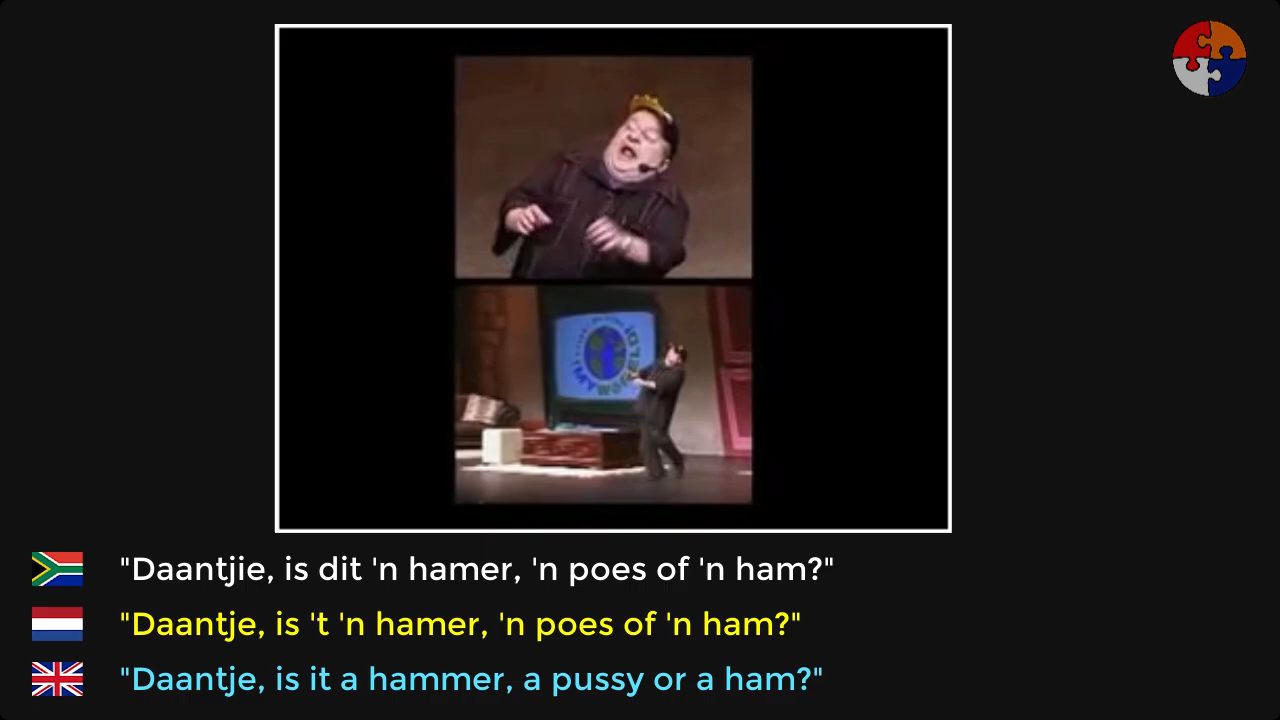 "Daantjie, is dit 'n hamer, 'n poes of 'n ham?"
"Daantje, is 't 'n hamer, 'n poes of 'n ham?"
"Daantje, is it a hammer, a pussy or a ham?"